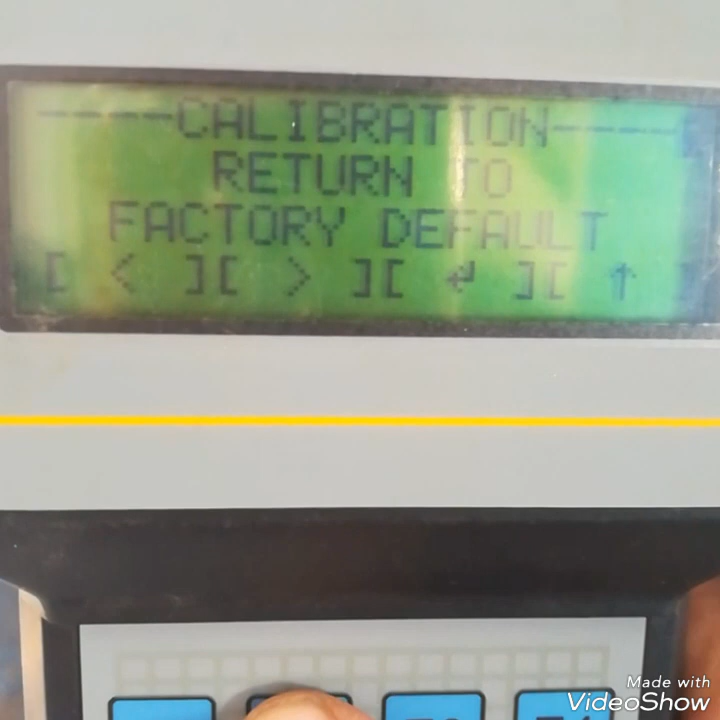 ----CALIBRATION----
RETURN TO
FACTORY DEFAULT
[ < ][ > ][ ↵ ][ ↑ ]
Made with
VideoShow